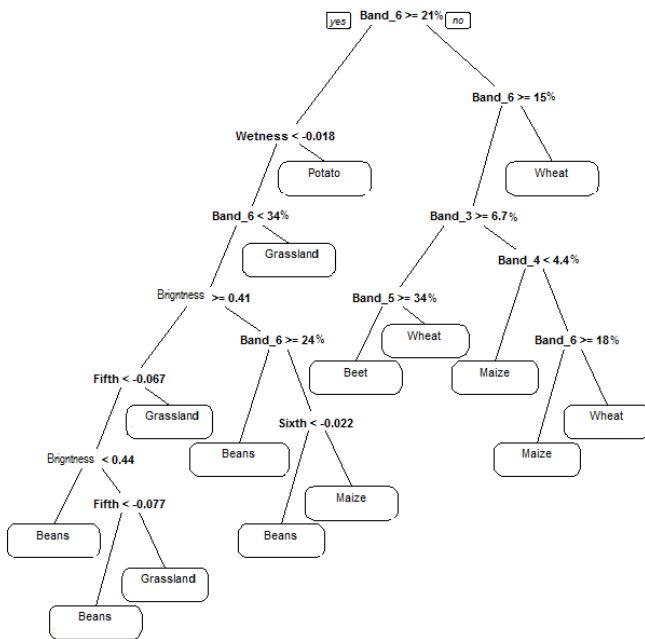 yes Band_6 >= 21% no
Band_6 >= 15%
Wetness < -0.018
Potato
Wheat
Band_6 < 34%
Band_3 >= 6.7%
Grassland
Band_4 < 4.4%
Brigntness >= 0.41
Band_5 >= 34%
Band_6 >= 24%
Wheat
Band_6 >= 18%
Fifth < -0.067
Beet
Maize
Grassland
Wheat
Sixth < -0.022
Beans
Maize
Brigntness < 0.44
Maize
Fifth < -0.077
Beans
Beans
Grassland
Beans